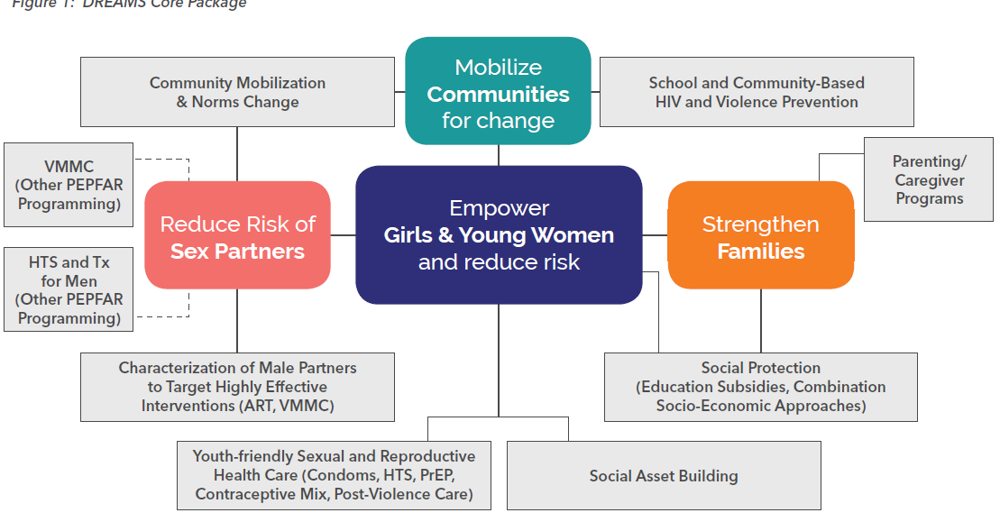 Figure 1: DREAMS Core Package
Mobilize
Communities
for change
Community Mobilization
& Norms Change
School and Community-Based
HIV and Violence Prevention
VMMC
(Other PEPFAR
Programming)
Parenting/
Caregiver
Programs
Reduce Risk of
Sex Partners
Empower
Girls & Young Women
and reduce risk
Strengthen
Families
HTS and Tx
for Men
(Other PEPFAR
Programming)
Characterization of Male Partners
to Target Highly Effective
Interventions (ART, VMMC)
Social Protection
(Education Subsidies, Combination
Socio-Economic Approaches)
Youth-friendly Sexual and Reproductive
Health Care (Condoms, HTS, PrEP,
Contraceptive Mix, Post-Violence Care)
Social Asset Building